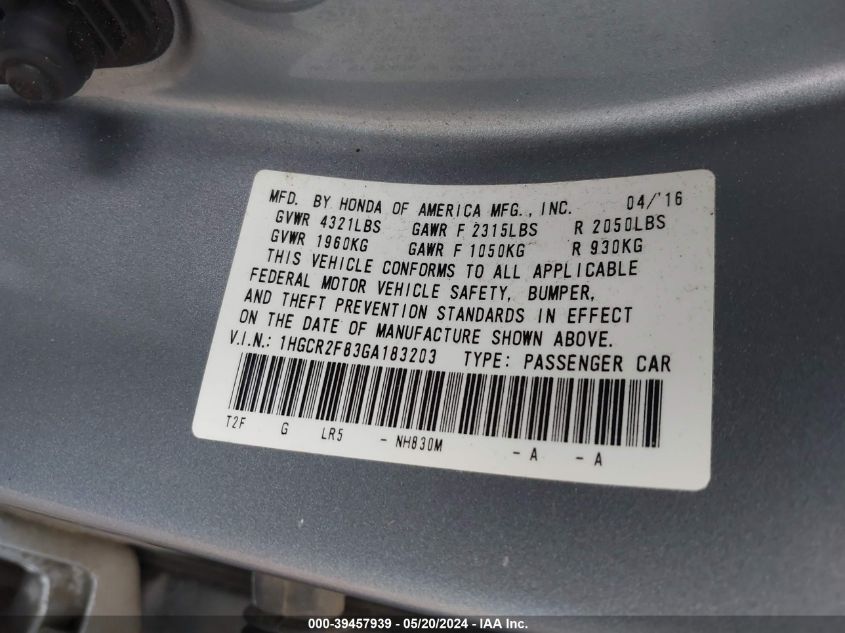 MFD. BY HONDA OF AMERICA MFG., INC. 04/'16
GVWR 4321LBS GAWR F 2315LBS R 2050LBS
GVWR 1960KG GAWR F 1050KG R 930KG
THIS VEHICLE CONFORMS TO ALL APPLICABLE
FEDERAL MOTOR VEHICLE SAFETY, BUMPER,
AND THEFT PREVENTION STANDARDS IN EFFECT
ON THE DATE OF MANUFACTURE SHOWN ABOVE.
V.I.N.: 1HGCR2F83GA183203 TYPE: PASSENGER CAR
T2F G LR5 - NH830M - A - A
000-39457939 - 05/20/2024 - IAA Inc.